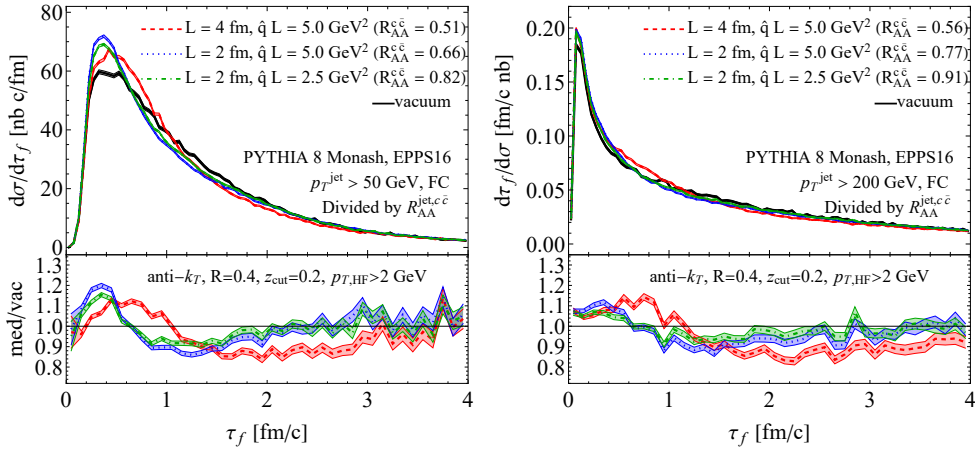 L = 4 fm, q̂ L = 5.0 GeV² (R_AA^{cc̄} = 0.51)
L = 2 fm, q̂ L = 5.0 GeV² (R_AA^{cc̄} = 0.66)
L = 2 fm, q̂ L = 2.5 GeV² (R_AA^{cc̄} = 0.82)
vacuum
PYTHIA 8 Monash, EPPS16
p_T^{jet} > 50 GeV, FC
Divided by R_AA^{jet,cc̄}
dσ/dτ_f [nb c/fm]
80
60
40
20
0
anti-k_T, R=0.4, z_cut=0.2, p_{T,HF}>2 GeV
med/vac
1.3
1.2
1.1
1.0
0.9
0.8
0 1 2 3 4
τ_f [fm/c]
L = 4 fm, q̂ L = 5.0 GeV² (R_AA^{cc̄} = 0.56)
L = 2 fm, q̂ L = 5.0 GeV² (R_AA^{cc̄} = 0.77)
L = 2 fm, q̂ L = 2.5 GeV² (R_AA^{cc̄} = 0.91)
vacuum
PYTHIA 8 Monash, EPPS16
p_T^{jet} > 200 GeV, FC
Divided by R_AA^{jet,cc̄}
dτ_f/dσ [fm/c nb]
0.20
0.15
0.10
0.05
0.00
anti-k_T, R=0.4, z_cut=0.2, p_{T,HF}>2 GeV
1.3
1.2
1.1
1.0
0.9
0.8
0 1 2 3 4
τ_f [fm/c]